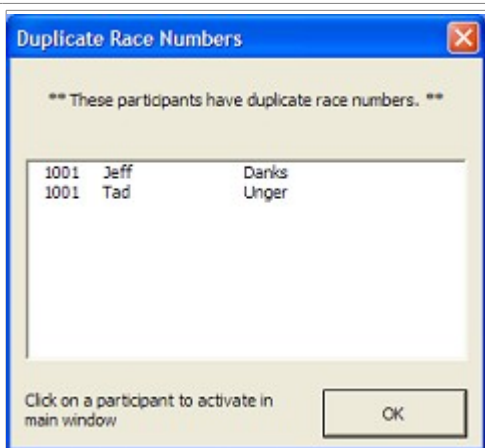 Duplicate Race Numbers
** These participants have duplicate race numbers. **
1001 Jeff Danks
1001 Tad Unger
Click on a participant to activate in
main window
OK